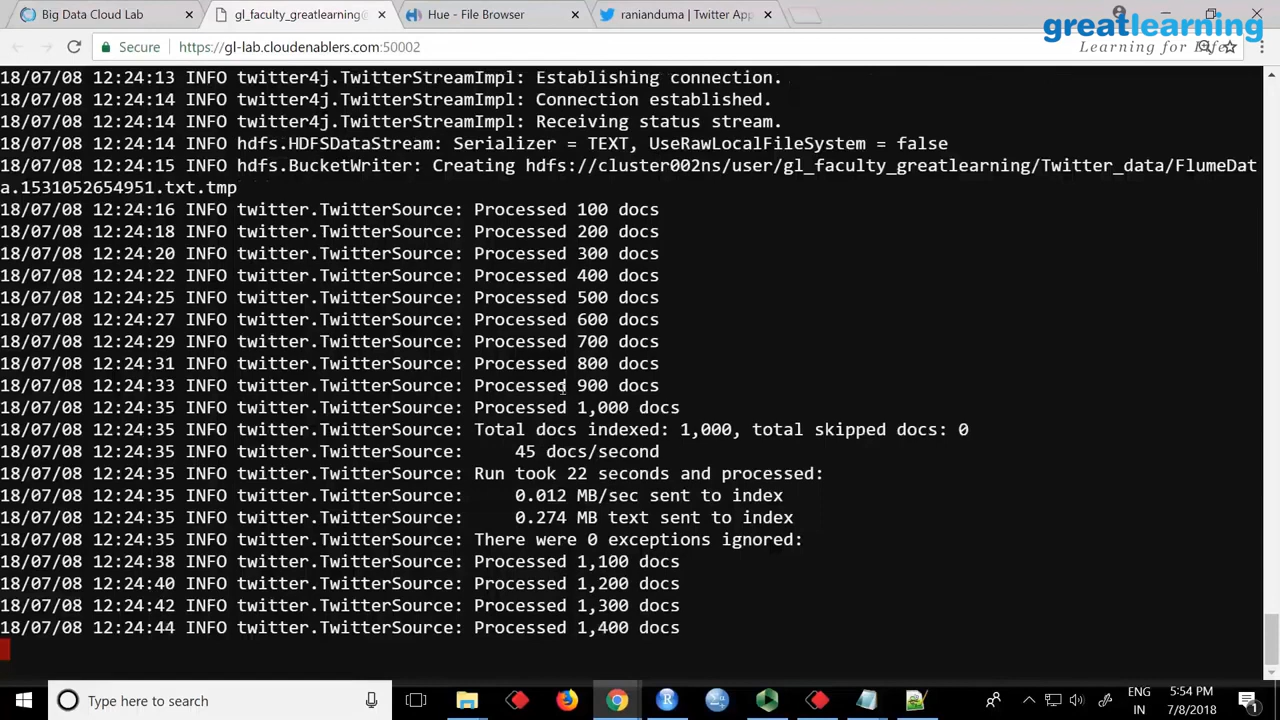 Big Data Cloud Lab
gl_faculty_greatlearning@
Hue - File Browser
ranianduma | Twitter App
greatlearning
Learning for Life
Secure
https://gl-lab.cloudenablers.com:50002
18/07/08 12:24:13 INFO twitter4j.TwitterStreamImpl: Establishing connection.
18/07/08 12:24:14 INFO twitter4j.TwitterStreamImpl: Connection established.
18/07/08 12:24:14 INFO twitter4j.TwitterStreamImpl: Receiving status stream.
18/07/08 12:24:14 INFO hdfs.HDFSDataStream: Serializer = TEXT, UseRawLocalFileSystem = false
18/07/08 12:24:15 INFO hdfs.BucketWriter: Creating hdfs://cluster002ns/user/gl_faculty_greatlearning/Twitter_data/FlumeDat
a.1531052654951.txt.tmp
18/07/08 12:24:16 INFO twitter.TwitterSource: Processed 100 docs
18/07/08 12:24:18 INFO twitter.TwitterSource: Processed 200 docs
18/07/08 12:24:20 INFO twitter.TwitterSource: Processed 300 docs
18/07/08 12:24:22 INFO twitter.TwitterSource: Processed 400 docs
18/07/08 12:24:25 INFO twitter.TwitterSource: Processed 500 docs
18/07/08 12:24:27 INFO twitter.TwitterSource: Processed 600 docs
18/07/08 12:24:29 INFO twitter.TwitterSource: Processed 700 docs
18/07/08 12:24:31 INFO twitter.TwitterSource: Processed 800 docs
18/07/08 12:24:33 INFO twitter.TwitterSource: Processed 900 docs
18/07/08 12:24:35 INFO twitter.TwitterSource: Processed 1,000 docs
18/07/08 12:24:35 INFO twitter.TwitterSource: Total docs indexed: 1,000, total skipped docs: 0
18/07/08 12:24:35 INFO twitter.TwitterSource:     45 docs/second
18/07/08 12:24:35 INFO twitter.TwitterSource: Run took 22 seconds and processed:
18/07/08 12:24:35 INFO twitter.TwitterSource:     0.012 MB/sec sent to index
18/07/08 12:24:35 INFO twitter.TwitterSource:     0.274 MB text sent to index
18/07/08 12:24:35 INFO twitter.TwitterSource: There were 0 exceptions ignored:
18/07/08 12:24:38 INFO twitter.TwitterSource: Processed 1,100 docs
18/07/08 12:24:40 INFO twitter.TwitterSource: Processed 1,200 docs
18/07/08 12:24:42 INFO twitter.TwitterSource: Processed 1,300 docs
18/07/08 12:24:44 INFO twitter.TwitterSource: Processed 1,400 docs
Type here to search
ENG
IN
5:54 PM
7/8/2018
1